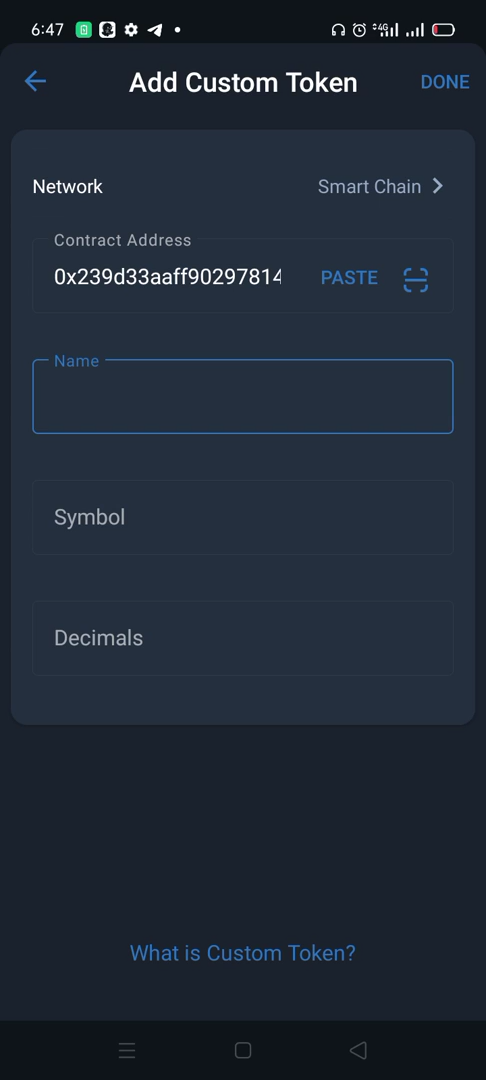 6:47
4G
Add Custom Token
DONE
Network
Smart Chain
Contract Address
0x239d33aaff90297814
PASTE
Name
Symbol
Decimals
What is Custom Token?